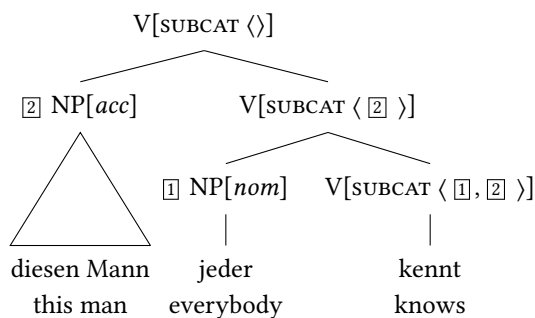 V[SUBCAT ⟨⟩]
[2] NP[acc] V[SUBCAT ⟨ [2] ⟩]
[1] NP[nom] V[SUBCAT ⟨ [1], [2] ⟩]
diesen Mann jeder kennt
this man everybody knows